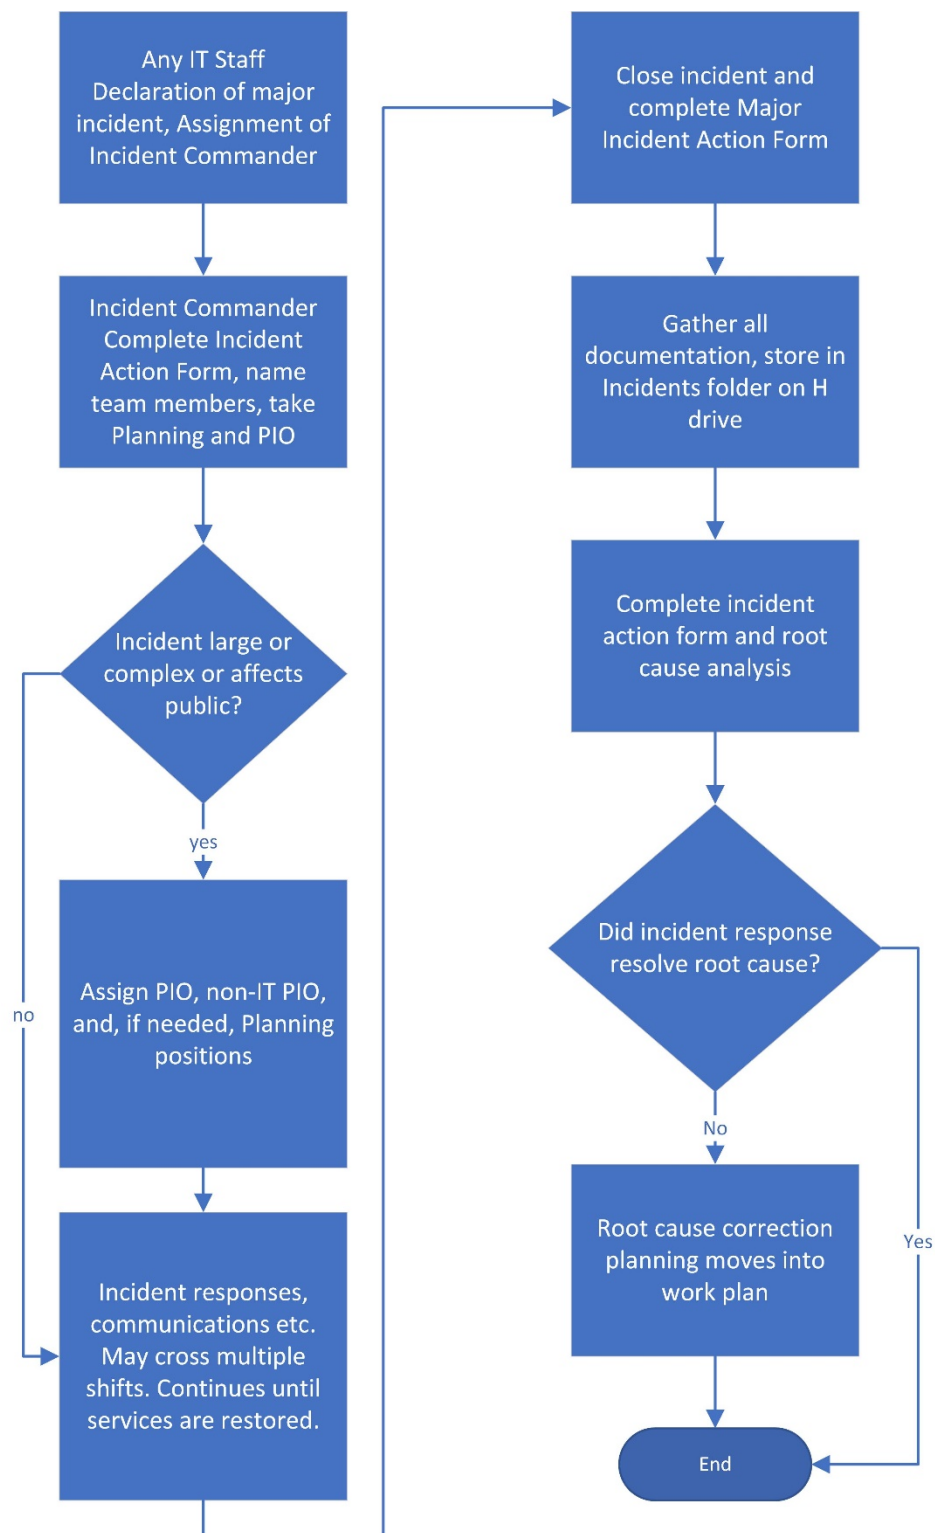 Any IT Staff
Declaration of major
incident, Assignment of
Incident Commander
Incident Commander
Complete Incident
Action Form, name
team members, take
Planning and PIO
Incident large or
complex or affects
public?
yes
no
Assign PIO, non-IT PIO,
and, if needed, Planning
positions
Incident responses,
communications etc.
May cross multiple
shifts. Continues until
services are restored.
Close incident and
complete Major
Incident Action Form
Gather all
documentation, store in
Incidents folder on H
drive
Complete incident
action form and root
cause analysis
Did incident response
resolve root cause?
No
Yes
Root cause correction
planning moves into
work plan
End